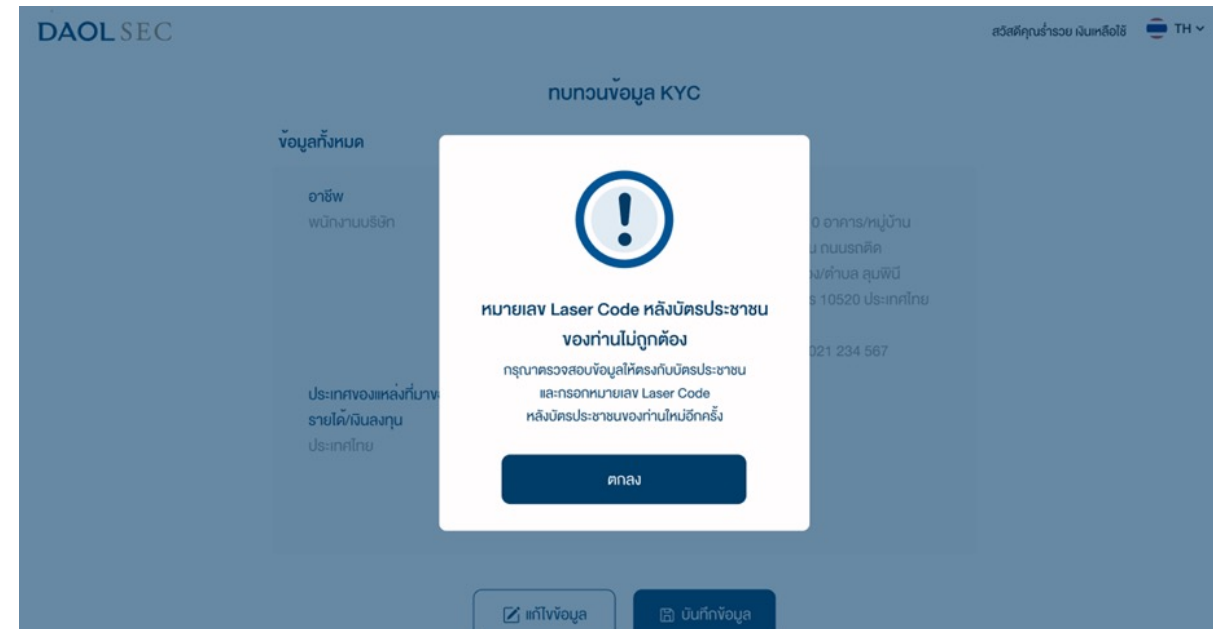 DAOL SEC
สวัสดีคุณร่ำรวย เงินเหลือใช้
TH
ทบทวนข้อมูล KYC
ข้อมูลทั้งหมด
อาชีพ
พนักงานบริษัท
0 อาคาร/หมู่บ้าน
ถนนรถติด
/ตำบล ลุมพินี
10520 ประเทศไทย
021 234 567
ประเทศของแหล่งที่มาข
รายได้/เงินลงทุน
ประเทศไทย
!
หมายเลข Laser Code หลังบัตรประชาชน
ของท่านไม่ถูกต้อง
กรุณาตรวจสอบข้อมูลให้ตรงกับบัตรประชาชน
และกรอกหมายเลข Laser Code
หลังบัตรประชาชนของท่านใหม่อีกครั้ง
ตกลง
แก้ไขข้อมูล
บันทึกข้อมูล